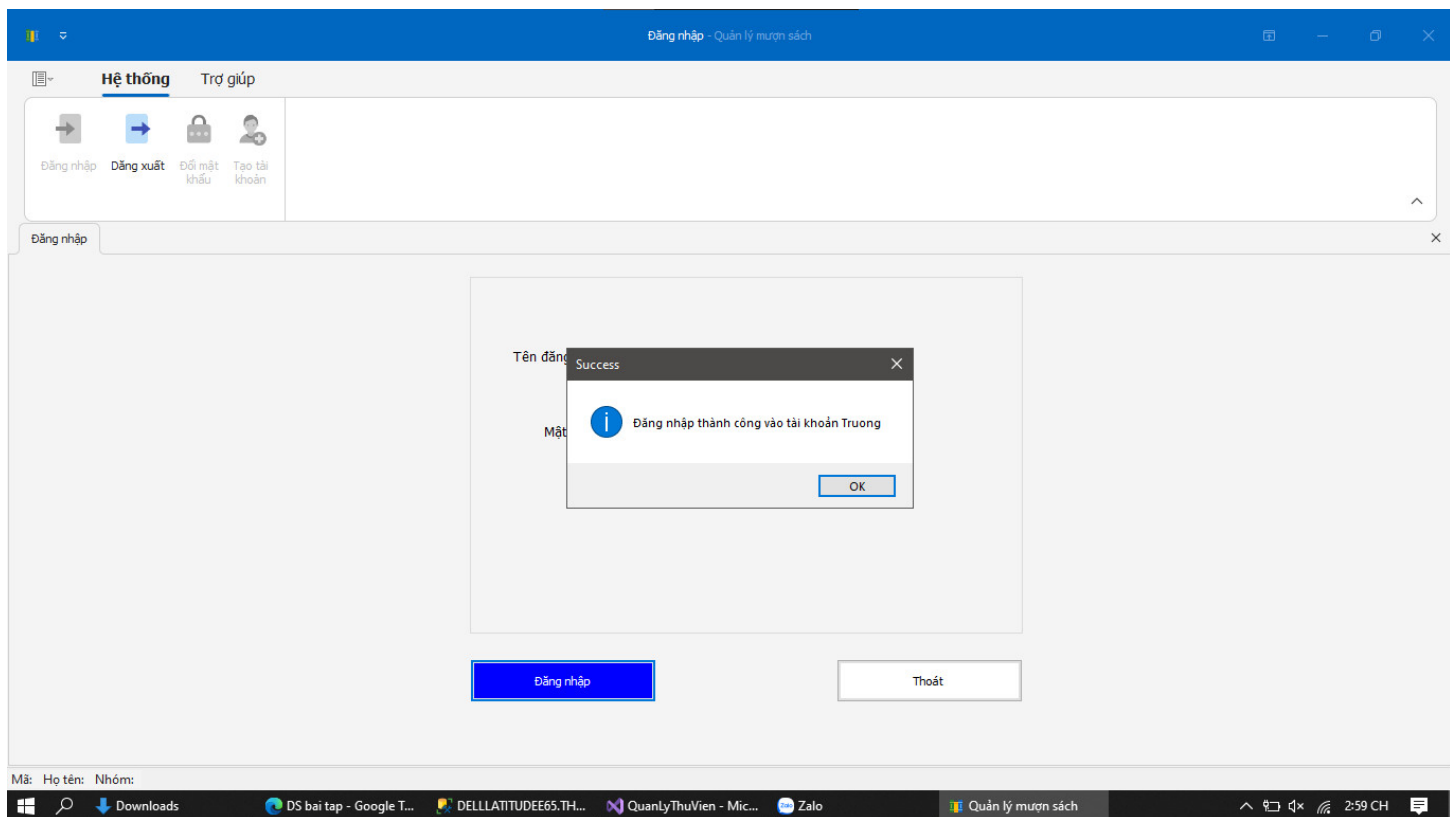 Đăng nhập - Quản lý mượn sách
Hệ thống Trợ giúp
Đăng nhập Dăng xuất Đổi mật khẩu Tạo tài khoản
Đăng nhập
Tên đăng
Success
Đăng nhập thành công vào tài khoản Truong
Mật
OK
Đăng nhập Thoát
Mã: Họ tên: Nhóm:
Downloads DS bai tap - Google T... DELLLATITUDEE65.TH... QuanLyThuVien - Mic... Zalo Quản lý mượn sách 2:59 CH